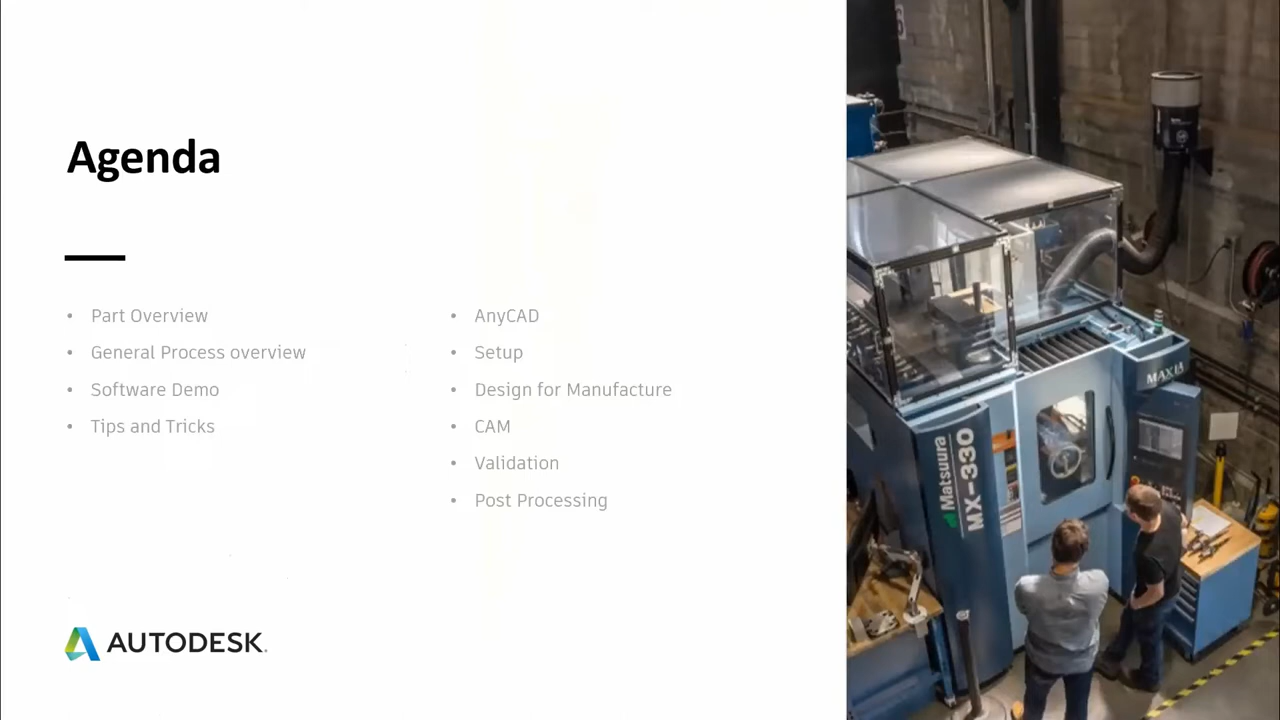 Agenda
• Part Overview
• General Process overview
• Software Demo
• Tips and Tricks
• AnyCAD
• Setup
• Design for Manufacture
• CAM
• Validation
• Post Processing
AUTODESK.
Matsuura
MX-330